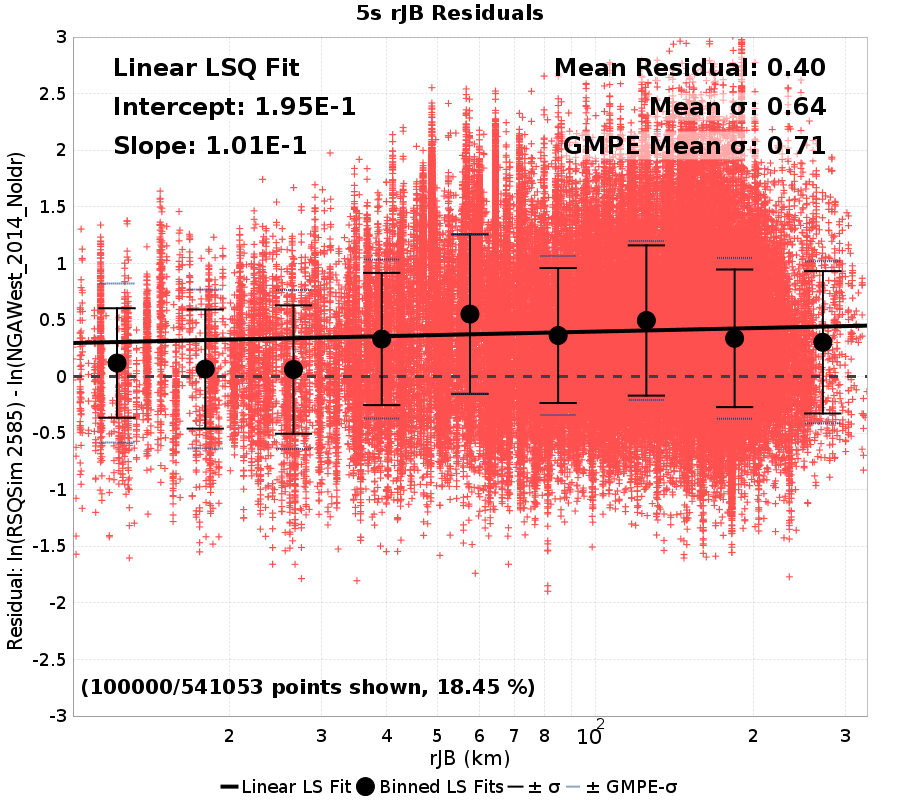 5s rJB Residuals
Linear LSQ Fit
Intercept: 1.95E-1
Slope: 1.01E-1
Mean Residual: 0.40
Mean σ: 0.64
GMPE Mean σ: 0.71
Residual: ln(RSQSim 2585) - ln(NGAWest_2014_NoIdr)
3
2.5
2
1.5
1
0.5
0
-0.5
-1
-1.5
-2
-2.5
-3
(100000/541053 points shown, 18.45 %)
2 3 4 5 6 7 8 10² 2 3
rJB (km)
Linear LS Fit Binned LS Fits ± σ ± GMPE-σ